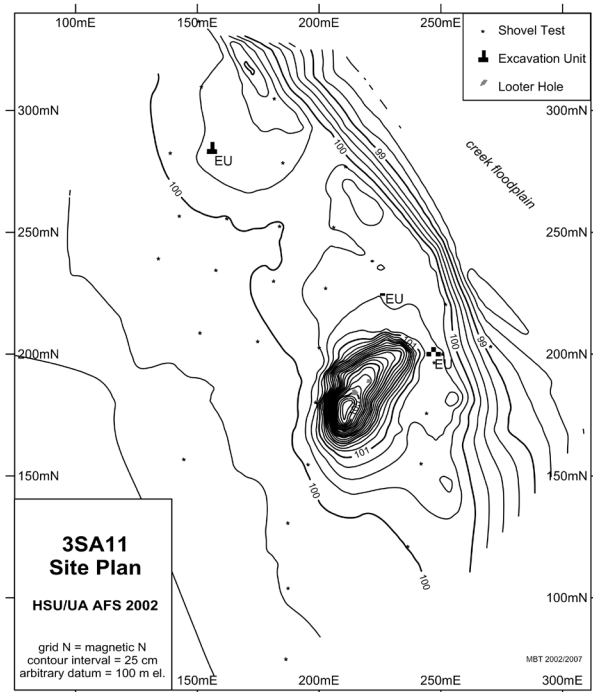 100mE 150mE 200mE 250mE
Shovel Test
Excavation Unit
Looter Hole
300mN 300mN
99
100
creek floodplain
EU
100
250mN 250mN
EU
200mN 200mN
101
100
99
EU
101
150mN 150mN
100
3SA11
Site Plan
HSU/UA AFS 2002
grid N = magnetic N
contour interval = 25 cm
arbitrary datum = 100 m el.
100
100mN
MBT 2002/2007
150mE 200mE 250mE 300mE